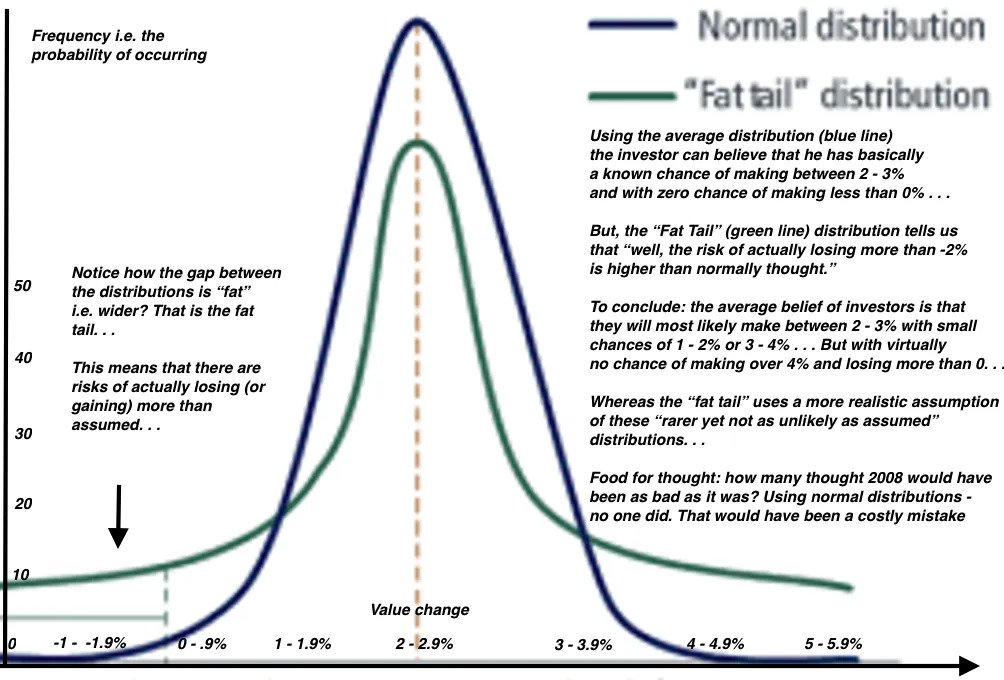 Normal distribution
"Fat tail" distribution
Frequency i.e. the
probability of occurring
Using the average distribution (blue line)
the investor can believe that he has basically
a known chance of making between 2 - 3%
and with zero chance of making less than 0% . . .
But, the “Fat Tail” (green line) distribution tells us
that “well, the risk of actually losing more than -2%
is higher than normally thought.”
To conclude: the average belief of investors is that
they will most likely make between 2 - 3% with small
chances of 1 - 2% or 3 - 4% . . . But with virtually
no chance of making over 4% and losing more than 0. . .
Whereas the “fat tail” uses a more realistic assumption
of these “rarer yet not as unlikely as assumed”
distributions. . .
Food for thought: how many thought 2008 would have
been as bad as it was? Using normal distributions -
no one did. That would have been a costly mistake
Notice how the gap between
the distributions is “fat”
i.e. wider? That is the fat
tail. . .
This means that there are
risks of actually losing (or
gaining) more than
assumed. . .
50
40
30
20
10
Value change
0 -1 - -1.9% 0 - .9% 1 - 1.9% 2 - 2.9% 3 - 3.9% 4 - 4.9% 5 - 5.9%